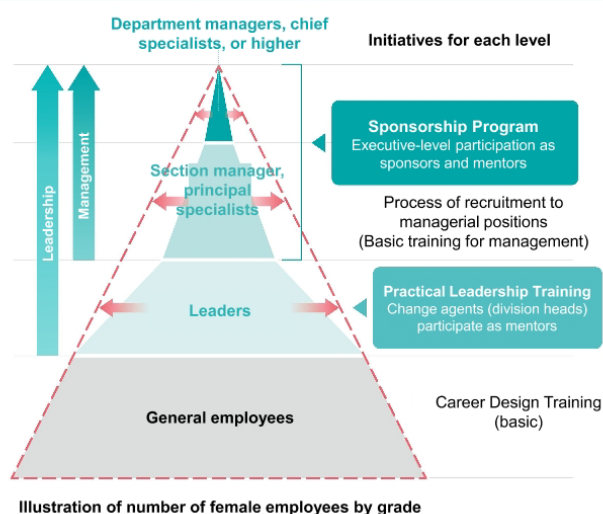 Department managers, chief
specialists, or higher
Initiatives for each level
Leadership
Management
Section manager,
principal
specialists
Sponsorship Program
Executive-level participation as
sponsors and mentors
Process of recruitment to
managerial positions
(Basic training for management)
Leaders
Practical Leadership Training
Change agents (division heads)
participate as mentors
General employees
Career Design Training
(basic)
Illustration of number of female employees by grade